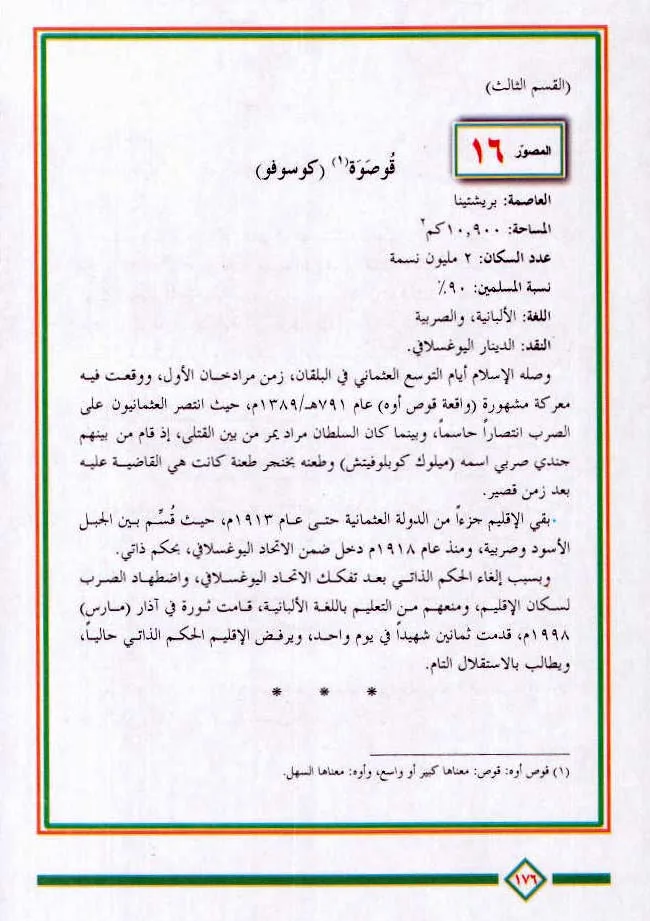 (القسم الثالث)
المصوّر ١٦
قُوصَوَة(١) (كوسوفو)
العاصمة: بريشتينا
المساحة: ١٠,٩٠٠ كم٢
عدد السكان: ٢ مليون نسمة
نسبة المسلمين: ٩٠٪
اللغة: الألبانية، والصربية
النقد: الدينار اليوغسلافي.
وصله الإسلام أيام التوسع العثماني في البلقان، زمن مرادخان الأول، ووقعت فيه
معركة مشهورة (واقعة قوص أوه) عام ٧٩١هـ/١٣٨٩م، حيث انتصر العثمانيون على
الصرب انتصاراً حاسماً، وبينما كان السلطان مراد يمر من بين القتلى، إذ قام من بينهم
جندي صربي اسمه (ميلوك كوبلوفيتش) وطعنه بخنجر طعنة كانت هي القاضية عليه
بعد زمن قصير.
بقي الإقليم جزءاً من الدولة العثمانية حتى عام ١٩١٣م، حيث قُسِّم بين الجبل
الأسود وصربية، ومنذ عام ١٩١٨م دخل ضمن الاتحاد اليوغسلافي، بحكم ذاتي.
وبسبب إلغاء الحكم الذاتي بعد تفكك الاتحاد اليوغسلافي، واضطهاد الصرب
لسكان الإقليم، ومنعهم من التعليم باللغة الألبانية، قامت ثورة في آذار (مارس)
١٩٩٨م، قدمت ثمانين شهيداً في يوم واحد، ويرفض الإقليم الحكم الذاتي حالياً،
ويطالب بالاستقلال التام.
* * *
(١) قوص أوه: قوص: معناها كبير أو واسع، وأوه: معناها السهل.
١٧٦